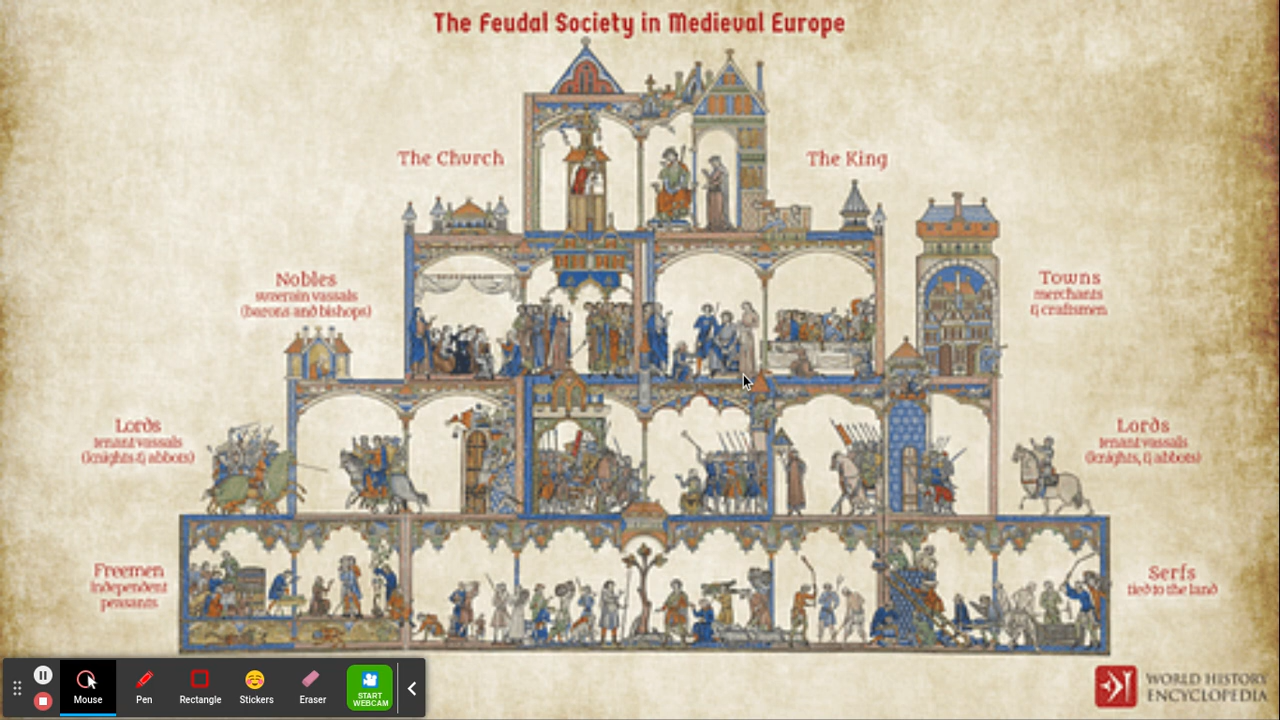 The Feudal Society in Medieval Europe
The Church
The King
Nobles
suzerain vassals
(barons and bishops)
Towns
merchants
& craftsmen
Lords
tenant vassals
(knights & abbots)
Lords
tenant vassals
(knights, & abbots)
Freemen
independent
peasants
Serfs
tied to the land
Mouse
Pen
Rectangle
Stickers
Eraser
START
WEBCAM
WORLD HISTORY
ENCYCLOPEDIA